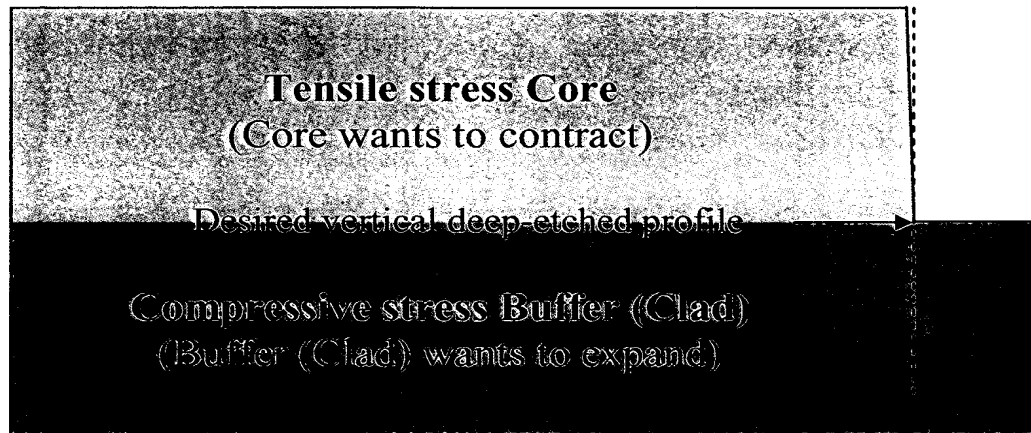 Tensile stress Core
(Core wants to contract)
Desired vertical deep-etched profile
Compressive stress Buffer (Clad)
(Buffer (Clad) wants to expand)